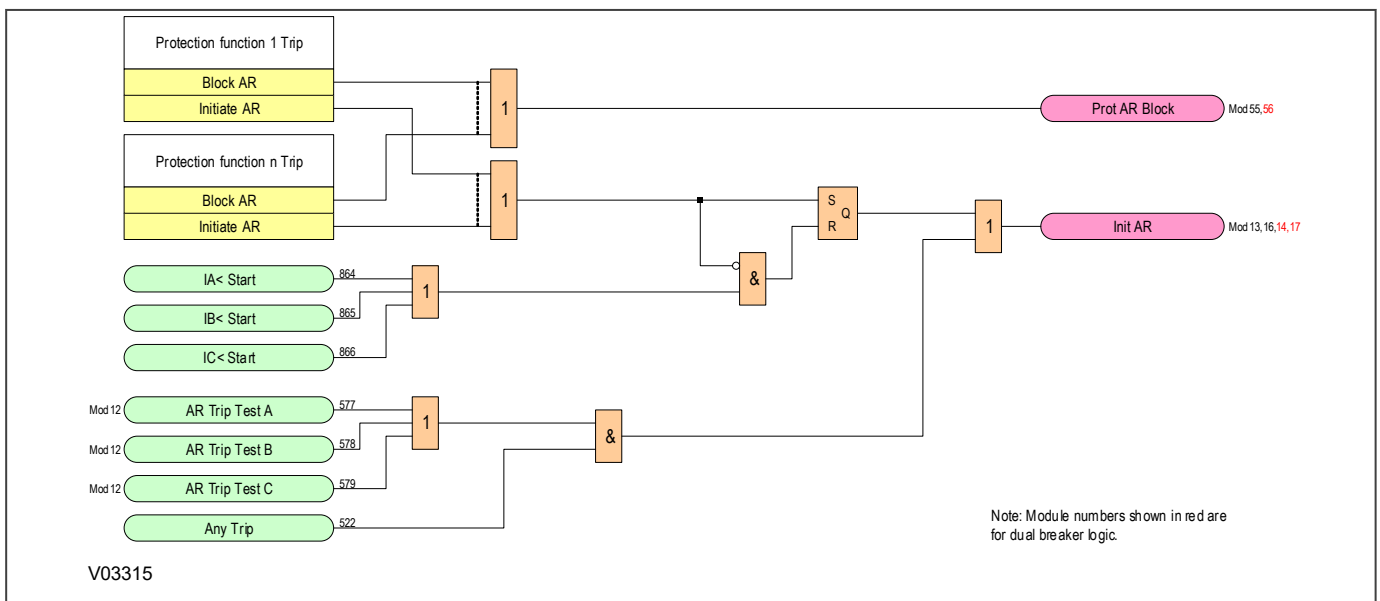 Protection function 1 Trip
Block AR
Initiate AR
Protection function n Trip
Block AR
Initiate AR
1
1
Prot AR Block
Mod 55,56
S
Q
R
1
Init AR
Mod 13,16,14,17
&
IA< Start
864
IB< Start
865
IC< Start
866
1
Mod 12
AR Trip Test A
577
Mod 12
AR Trip Test B
578
Mod 12
AR Trip Test C
579
Any Trip
522
1
&
Note: Module numbers shown in red are
for dual breaker logic.
V03315